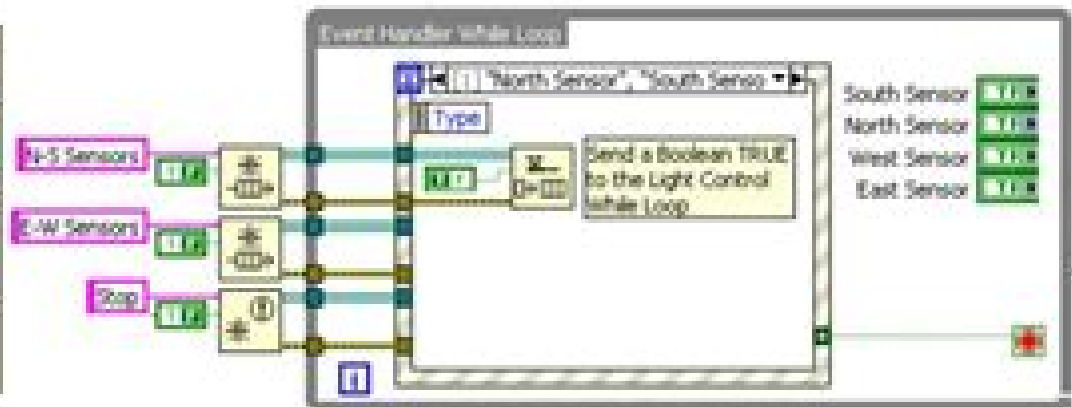 Event Handler While Loop
"North Sensor", "South Senso
Type
N-S Sensors
E-W Sensors
Stop
Send a Boolean TRUE
to the Light Control
While Loop
South Sensor
North Sensor
West Sensor
East Sensor
i